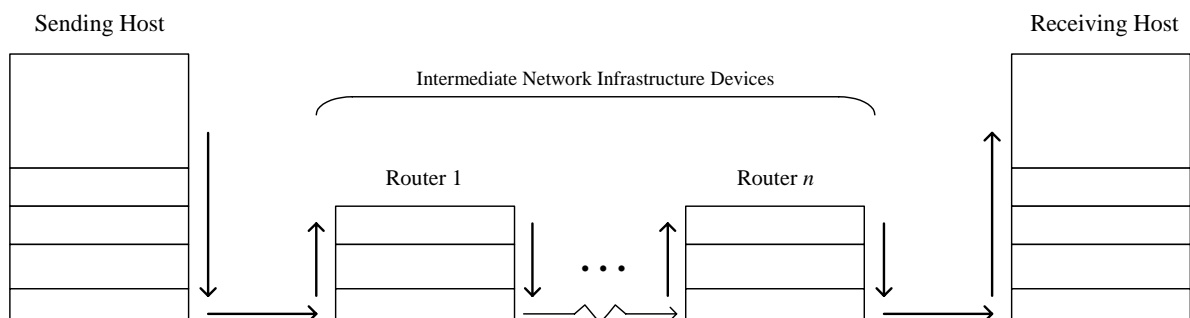 Sending Host
Receiving Host
Intermediate Network Infrastructure Devices
Router 1
Router n